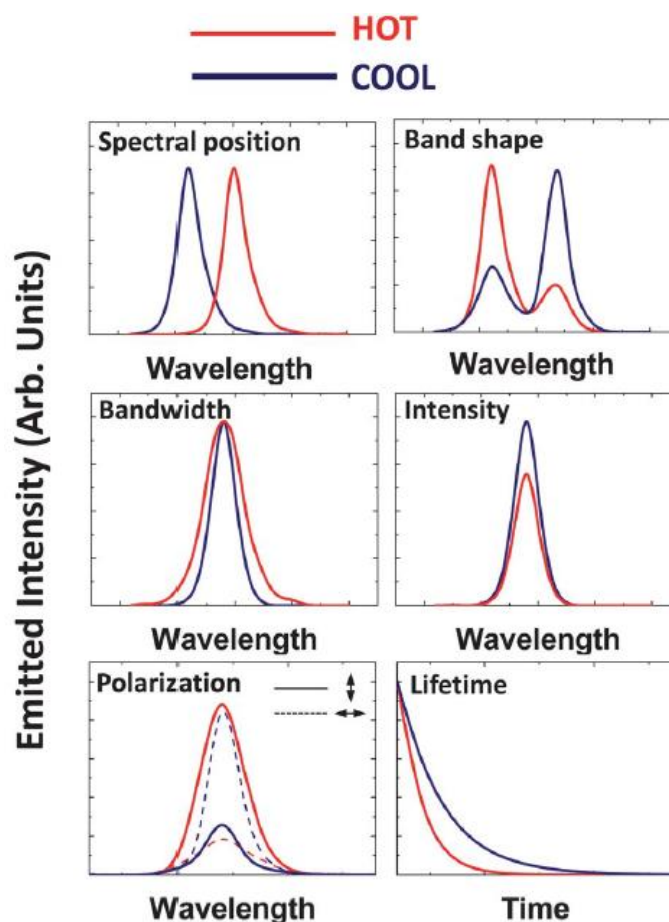 HOT
COOL
Emitted Intensity (Arb. Units)
Spectral position
Wavelength
Band shape
Wavelength
Bandwidth
Wavelength
Intensity
Wavelength
Polarization
Wavelength
Lifetime
Time